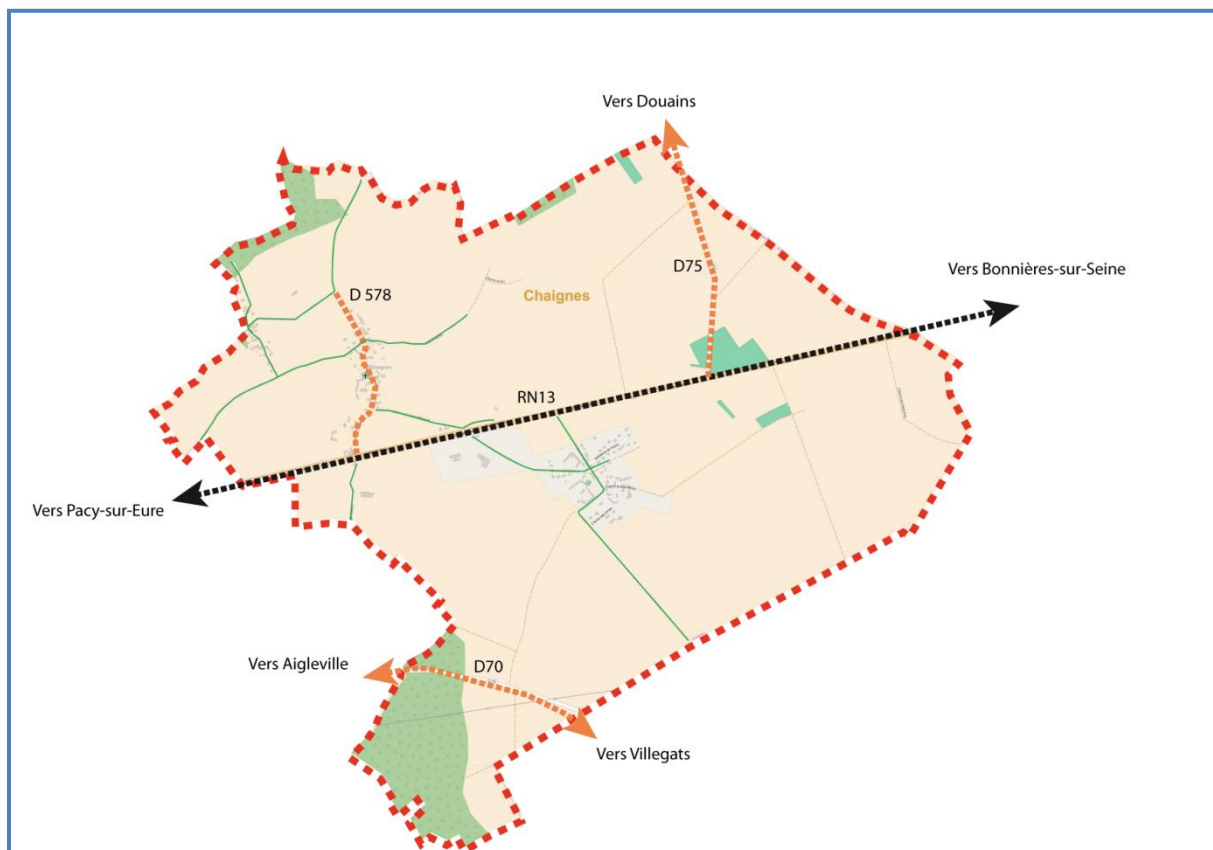 Vers Douains
D75
Vers Bonnières-sur-Seine
D 578
Chaignes
RN13
Vers Pacy-sur-Eure
Vers Aigleville
D70
Vers Villegats